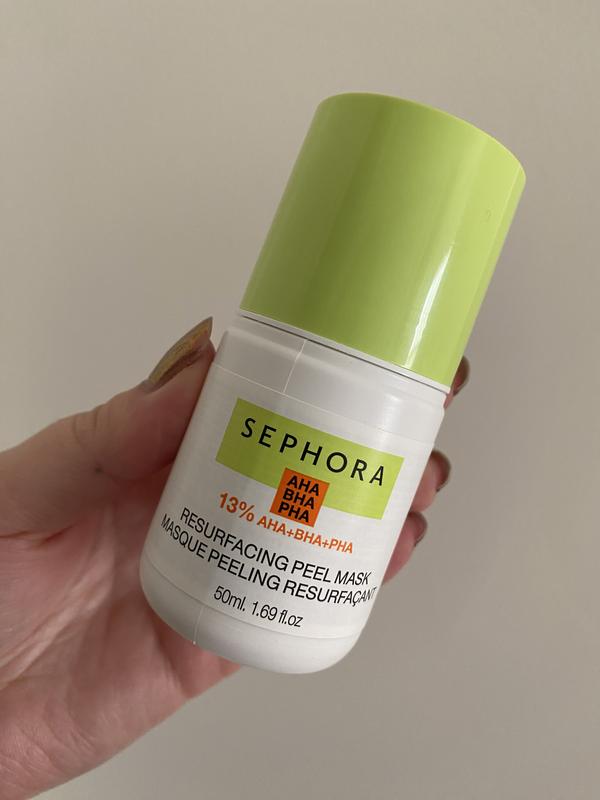 SEPHORA
AHA
BHA
PHA
13% AHA+BHA+PHA
RESURFACING PEEL MASK
MASQUE PEELING RESURFAÇANT
50ml. 1.69 fl.oz